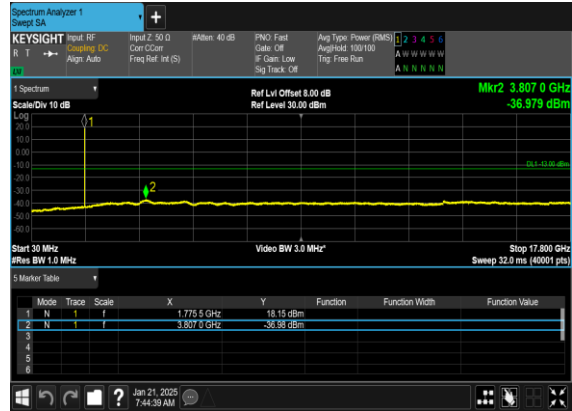 Spectrum Analyzer 1
Swept SA
+
KEYSIGHT
R T
LW
Input: RF
Coupling: DC
Align: Auto
Input Z: 50 Ω
Corr CCorr
Freq Ref: Int (S)
#Atten: 40 dB
PNO: Fast
Gate: Off
IF Gain: Low
Sig Track: Off
Avg Type: Power (RMS)
Avg|Hold: 100/100
Trig: Free Run
1 2 3 4 5 6
A W W W W W
A N N N N N
1 Spectrum
Scale/Div 10 dB
Ref Lvl Offset 8.00 dB
Ref Level 30.00 dBm
Mkr2 3.807 0 GHz
-36.979 dBm
Log
20.0
10.0
0.00
-10.0
-20.0
-30.0
-40.0
-50.0
-60.0
1
2
DL1 -13.00 dBm
Start 30 MHz
#Res BW 1.0 MHz
Video BW 3.0 MHz*
Stop 17.800 GHz
Sweep 32.0 ms (40001 pts)
5 Marker Table
Mode Trace Scale X Y Function Function Width Function Value
1 N 1 f 1.775 5 GHz 18.15 dBm
2 N 1 f 3.807 0 GHz -36.98 dBm
3
4
5
6
?
Jan 21, 2025
7:44:39 AM